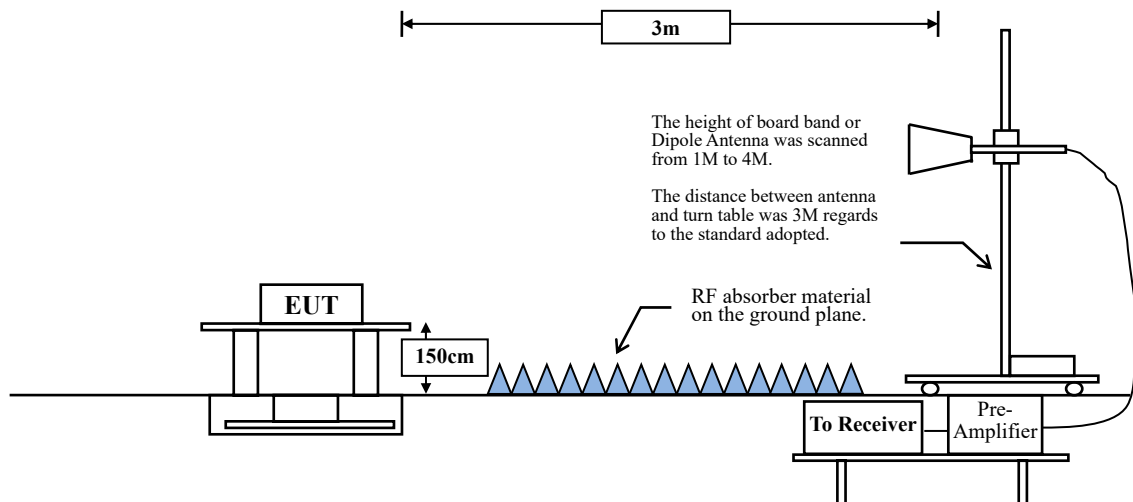 3m
The height of board band or
Dipole Antenna was scanned
from 1M to 4M.
The distance between antenna
and turn table was 3M regards
to the standard adopted.
RF absorber material
on the ground plane.
EUT
150cm
To Receiver
Pre-
Amplifier